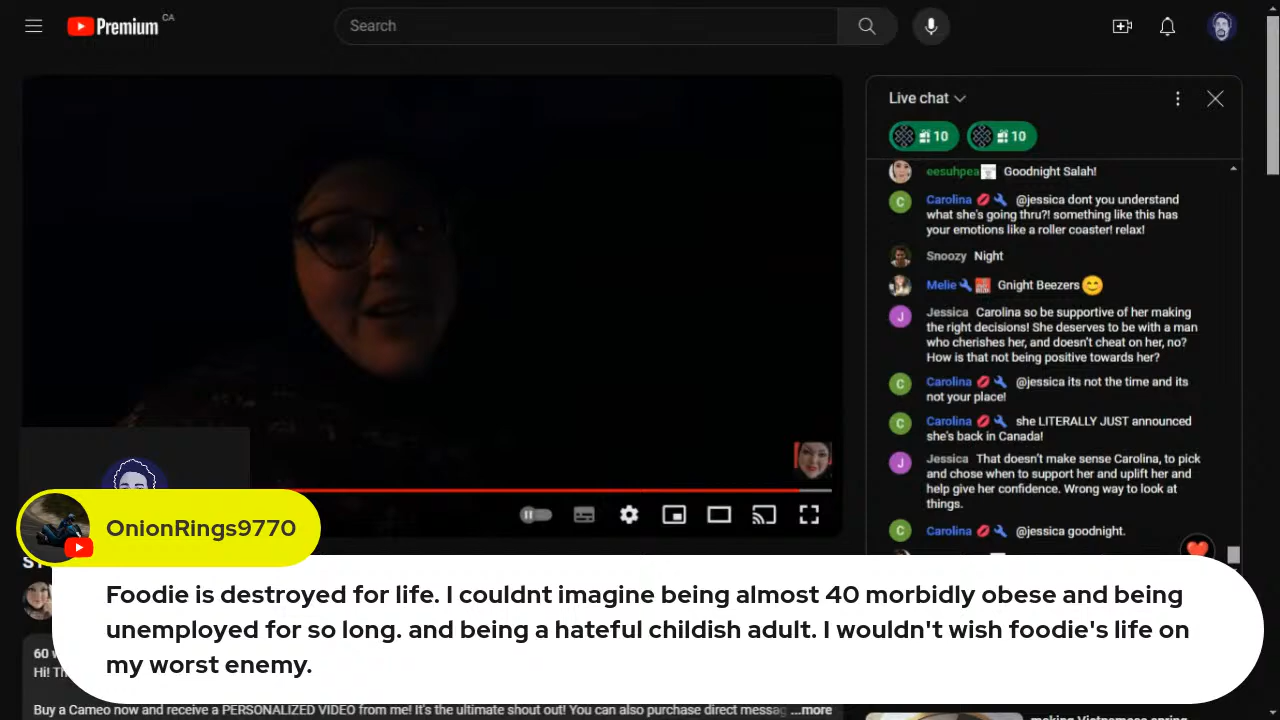 Premium CA
Search
Live chat
10 10
eesuhpea Goodnight Salah!
Carolina @jessica dont you understand
what she's going thru?! something like this has
your emotions like a roller coaster! relax!
Snoozy Night
Melie Gnight Beezers
Jessica Carolina so be supportive of her making
the right decisions! She deserves to be with a man
who cherishes her, and doesn't cheat on her, no?
How is that not being positive towards her?
Carolina @jessica its not the time and its
not your place!
Carolina she LITERALLY JUST announced
she's back in Canada!
Jessica That doesn't make sense Carolina, to pick
and chose when to support her and uplift her and
help give her confidence. Wrong way to look at
things.
Carolina @jessica goodnight.
OnionRings9770
Foodie is destroyed for life. I couldnt imagine being almost 40 morbidly obese and being
unemployed for so long. and being a hateful childish adult. I wouldn't wish foodie's life on
my worst enemy.
60
Hi!
Buy a Cameo now and receive a PERSONALIZED VIDEO from me! It's the ultimate shout out! You can also purchase direct messag ...more
making Vietnamese spring